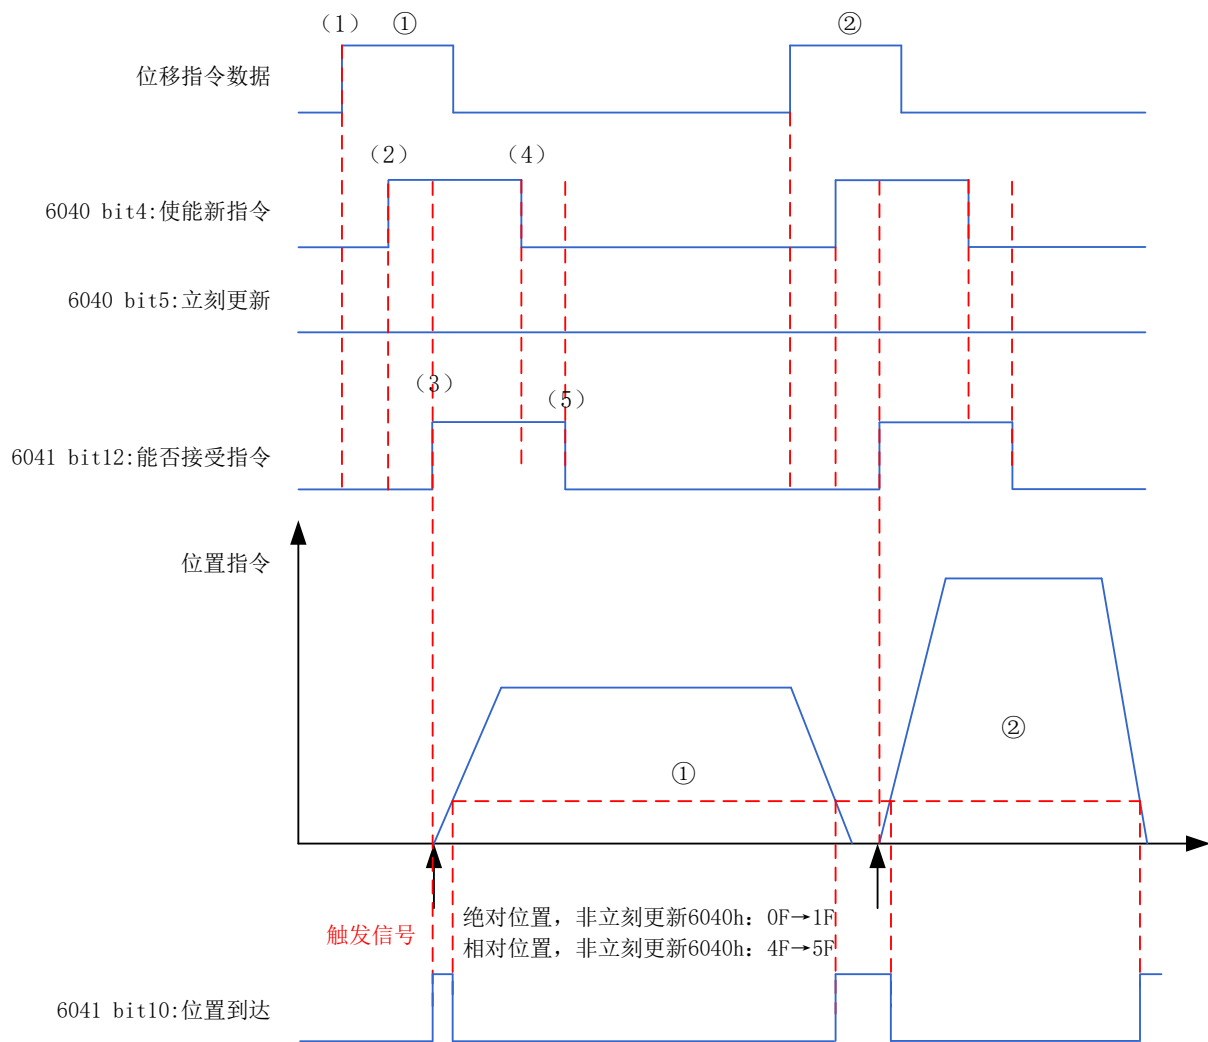 （1）
①
②
位移指令数据
（2）
（4）
6040 bit4:使能新指令
6040 bit5:立刻更新
（3）
（5）
6041 bit12:能否接受指令
位置指令
②
①
绝对位置，非立刻更新6040h：0F→1F
触发信号
相对位置，非立刻更新6040h：4F→5F
6041 bit10:位置到达